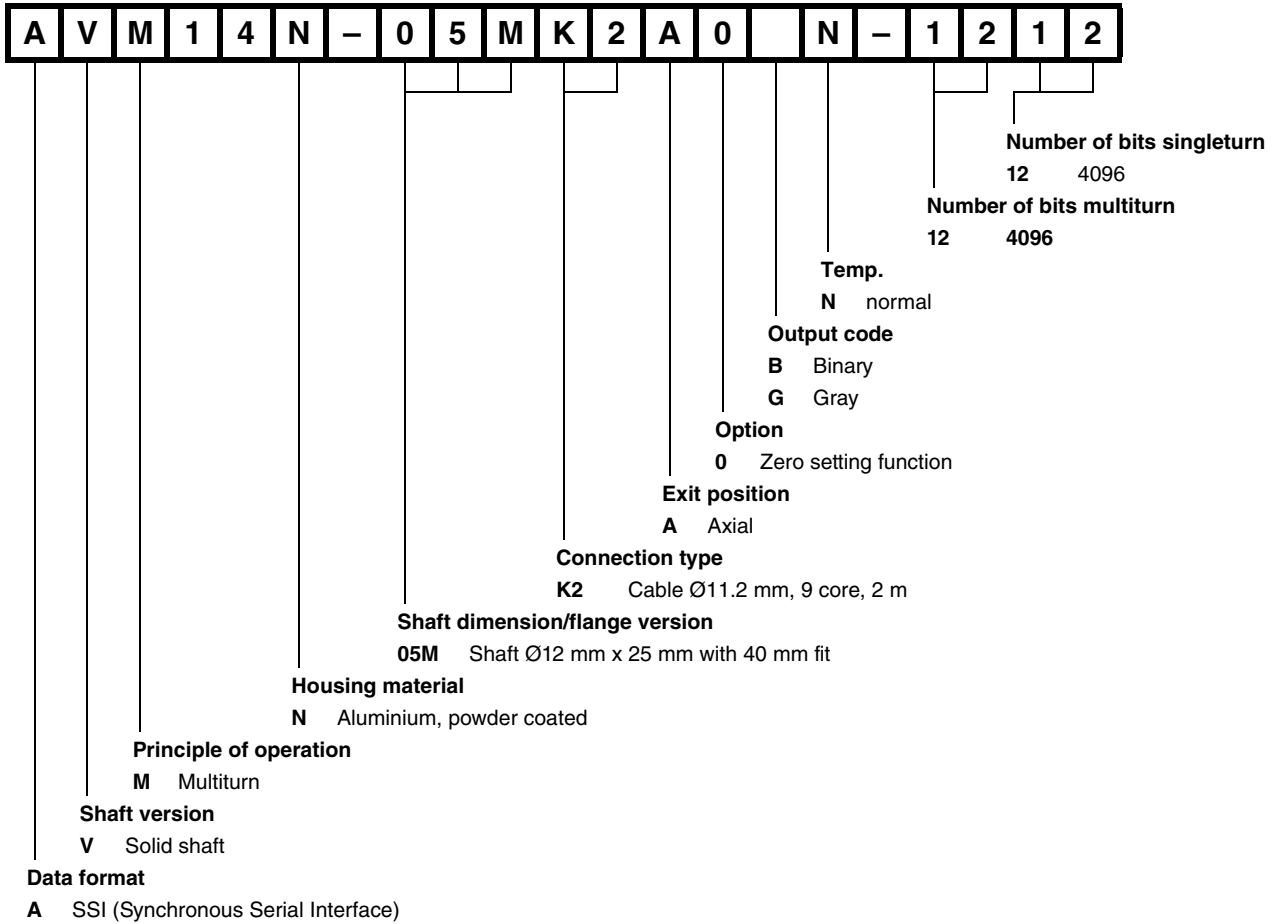 A V M 1 4 N – 0 5 M K 2 A 0 N – 1 2 1 2
Number of bits singleturn
12 4096
Number of bits multiturn
12 4096
Temp.
N normal
Output code
B Binary
G Gray
Option
0 Zero setting function
Exit position
A Axial
Connection type
K2 Cable Ø11.2 mm, 9 core, 2 m
Shaft dimension/flange version
05M Shaft Ø12 mm x 25 mm with 40 mm fit
Housing material
N Aluminium, powder coated
Principle of operation
M Multiturn
Shaft version
V Solid shaft
Data format
A SSI (Synchronous Serial Interface)